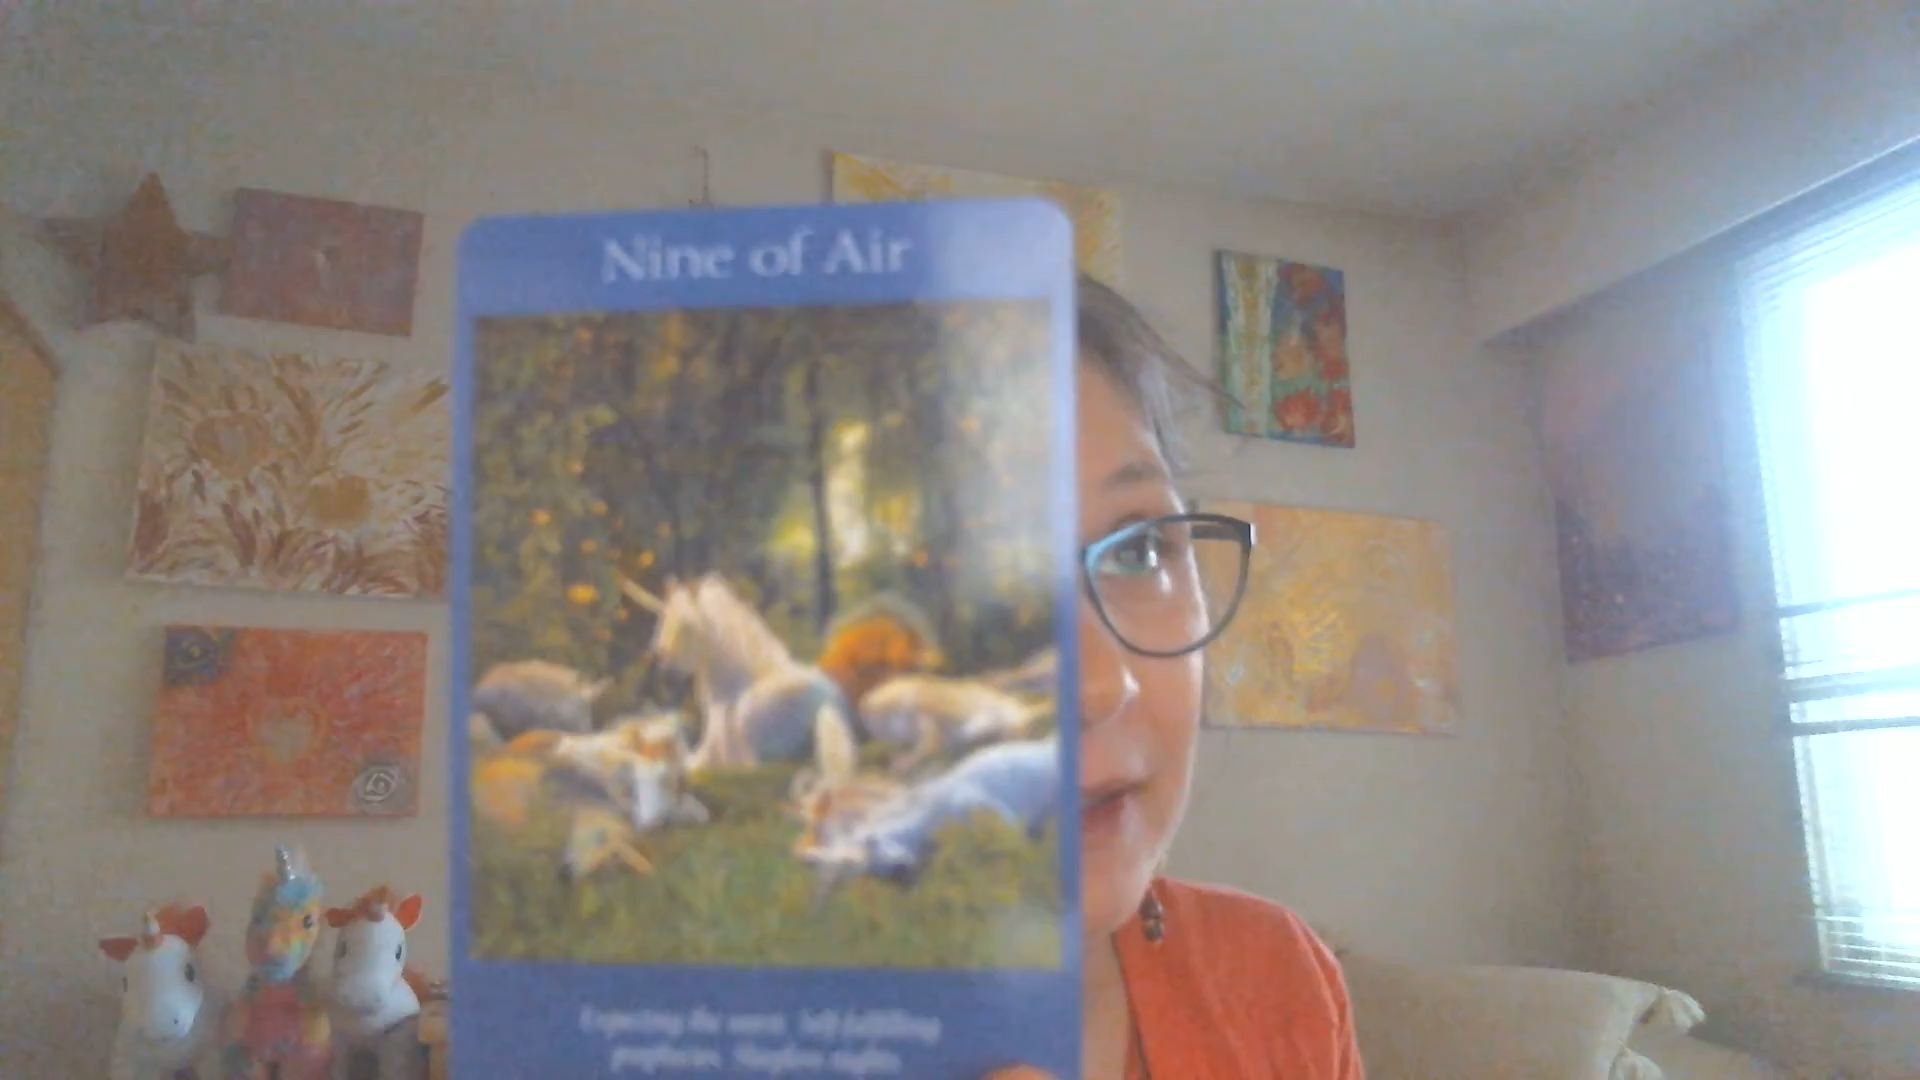 Nine of Air
Expecting the worst. Self-fulfilling
prophecies. Sleepless nights.